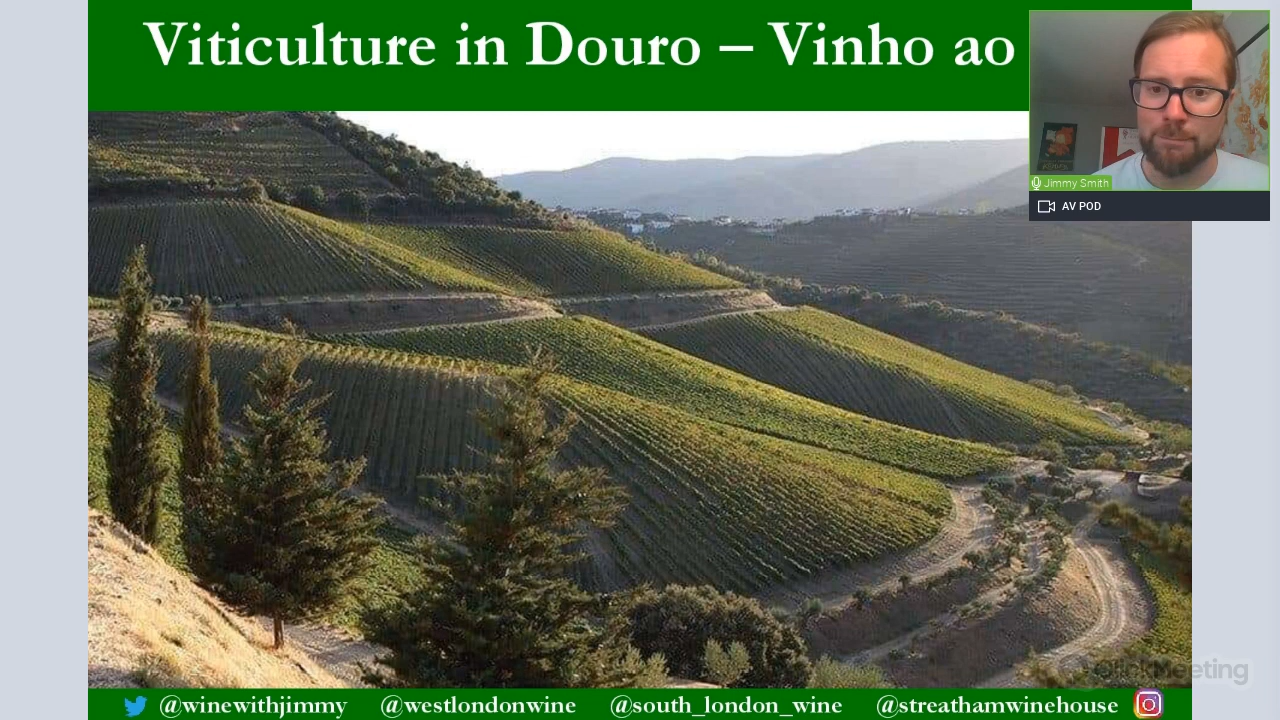 Viticulture in Douro – Vinho ao
Jimmy Smith
AV POD
ClickMeeting
@winewithjimmy @westlondonwine @south_london_wine @streathamwinehouse